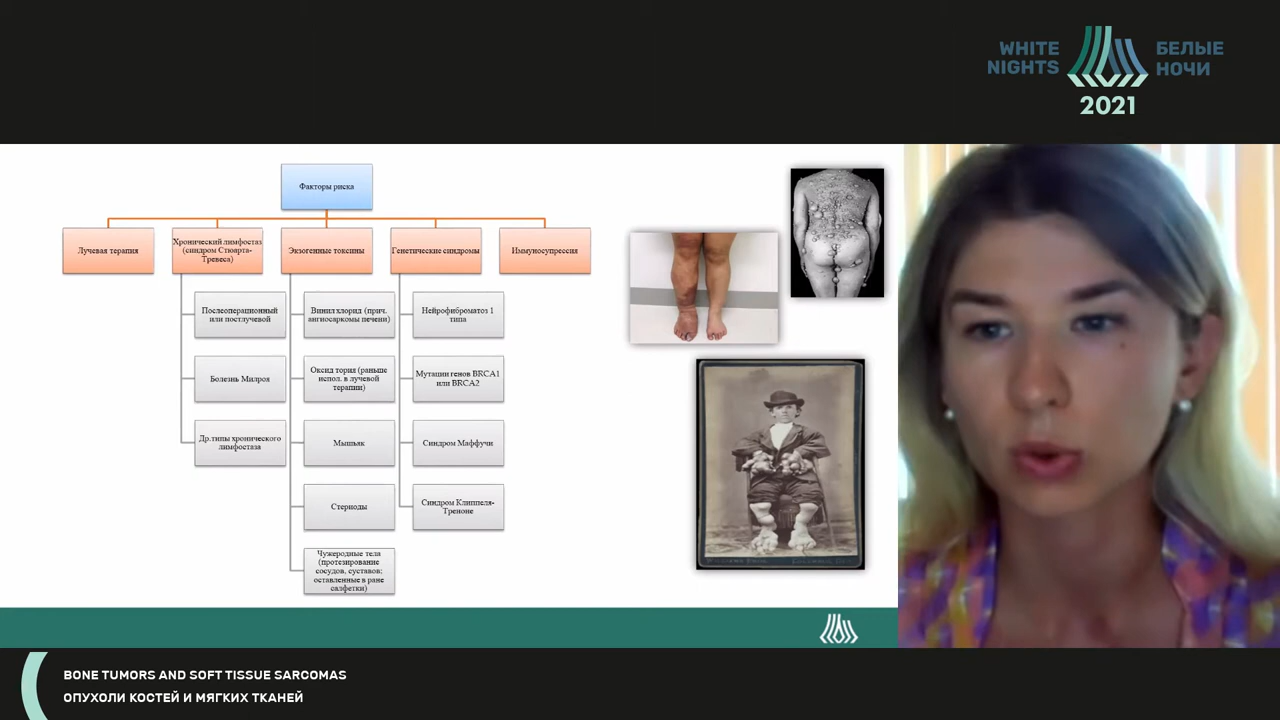 WHITE
NIGHTS
БЕЛЫЕ
НОЧИ
2021
Факторы риска
Лучевая терапия
Хронический лимфостаз
(синдром Стюарта-
Тревеса)
Экзогенные токсины
Генетические синдромы
Иммуносупрессия
Послеоперационный
или постлучевой
Болезнь Милроя
Др.типы хронического
лимфостаза
Винил хлорид (прич.
ангиосаркомы печени)
Оксид тория (раньше
испол. в лучевой
терапии)
Мышьяк
Стероиды
Чужеродные тела
(протезирование
сосудов, суставов;
оставленные в ране
салфетки)
Нейрофиброматоз 1
типа
Мутации генов BRCA1
или BRCA2
Синдром Маффучи
Синдром Клиппеля-
Треноне
BONE TUMORS AND SOFT TISSUE SARCOMAS
ОПУХОЛИ КОСТЕЙ И МЯГКИХ ТКАНЕЙ